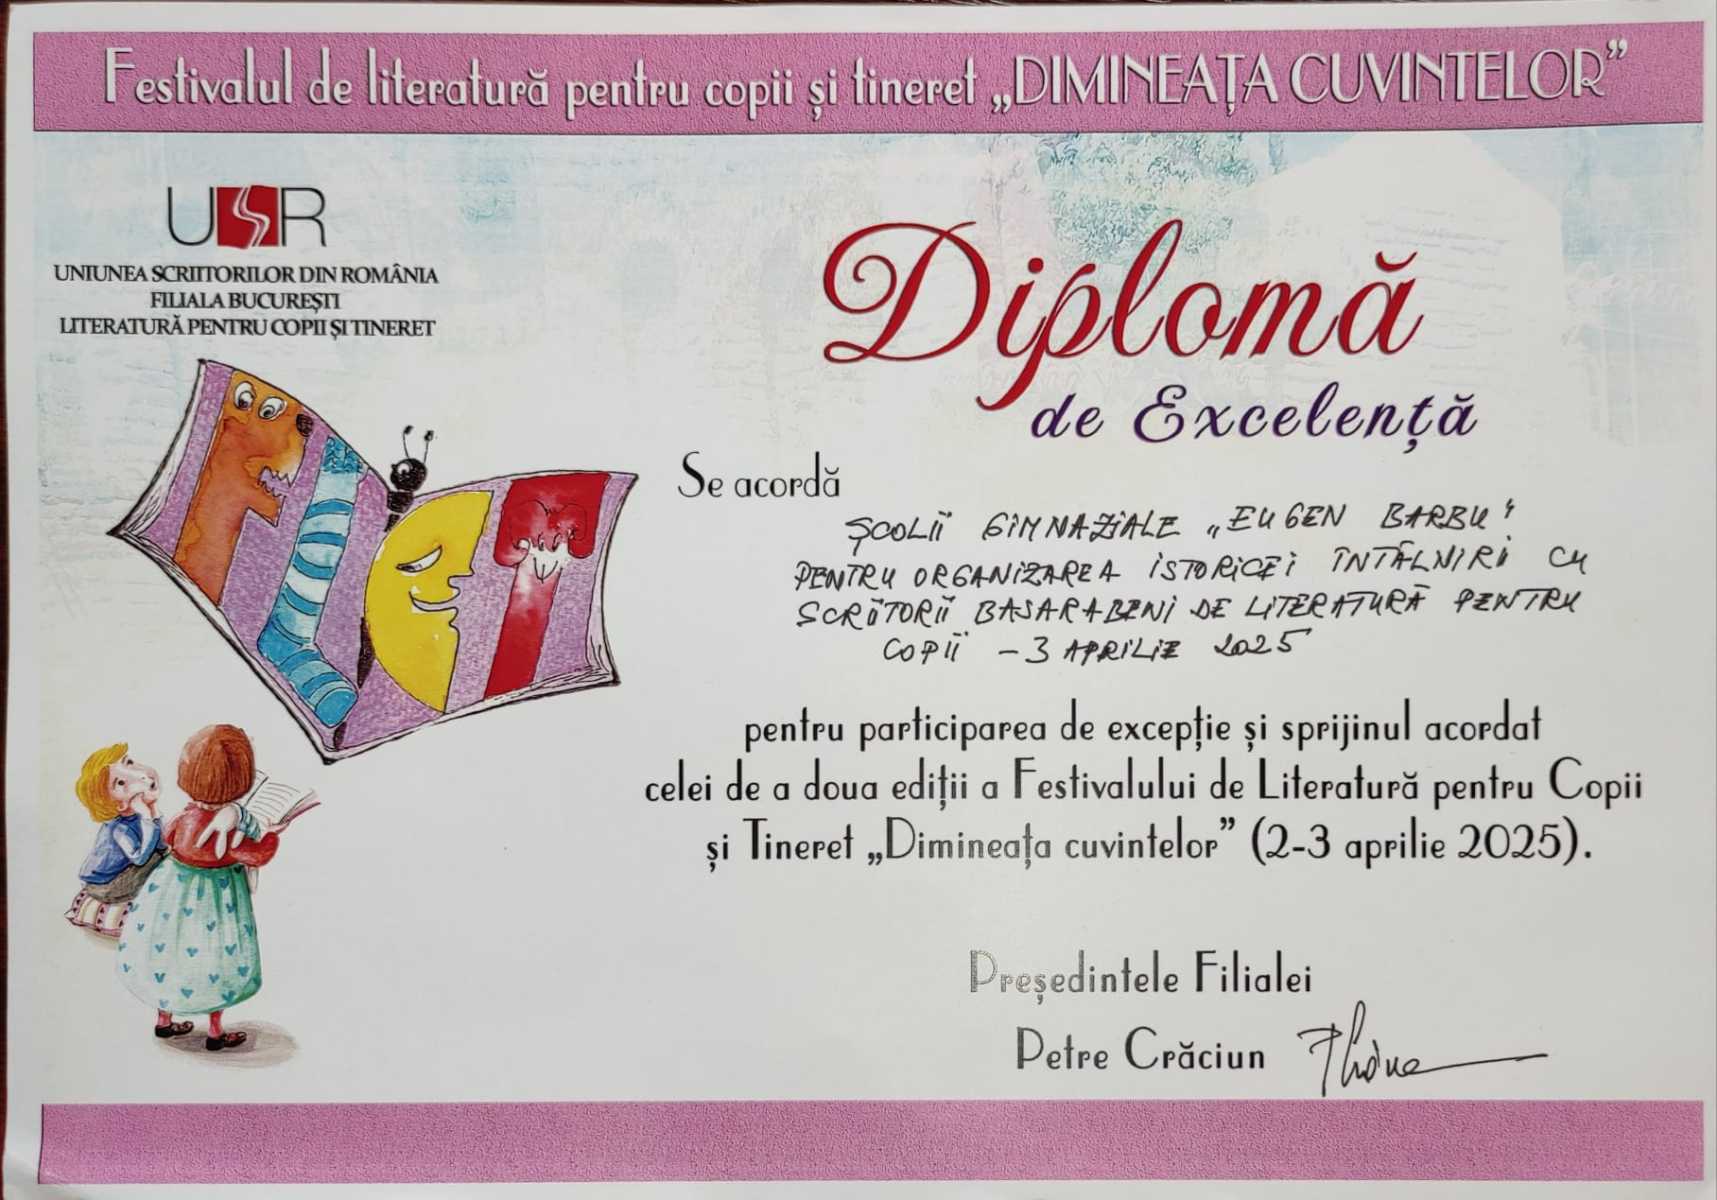 Festivalul de literatură pentru copii și tineret „DIMINEAȚA CUVINTELOR”
USR
UNIUNEA SCRIITORILOR DIN ROMÂNIA
FILIALA BUCUREȘTI
LITERATURĂ PENTRU COPII ȘI TINERET
Diplomă
de Excelență
Se acordă
ȘCOLII GIMNAZIALE „EUGEN BARBU"
PENTRU ORGANIZAREA ISTORICEI ÎNTÂLNIRI CU
SCRIITORII BASARABENI DE LITERATURĂ PENTRU
COPII - 3 APRILIE 2025
pentru participarea de excepție și sprijinul acordat
celei de a doua ediții a Festivalului de Literatură pentru Copii
și Tineret „Dimineața cuvintelor” (2-3 aprilie 2025).
Președintele Filialei
Petre Crăciun